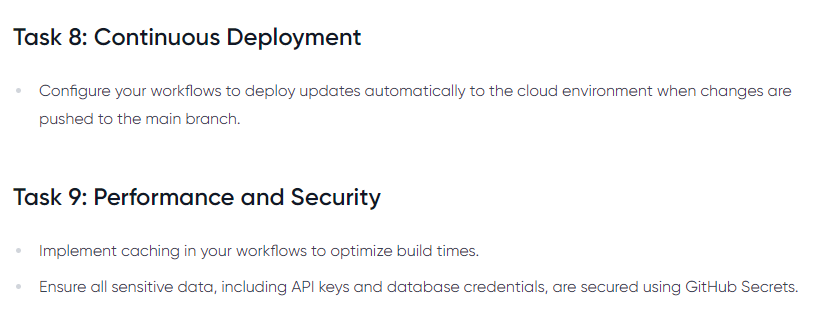 Task 8: Continuous Deployment
Configure your workflows to deploy updates automatically to the cloud environment when changes are
pushed to the main branch.
Task 9: Performance and Security
Implement caching in your workflows to optimize build times.
Ensure all sensitive data, including API keys and database credentials, are secured using GitHub Secrets.